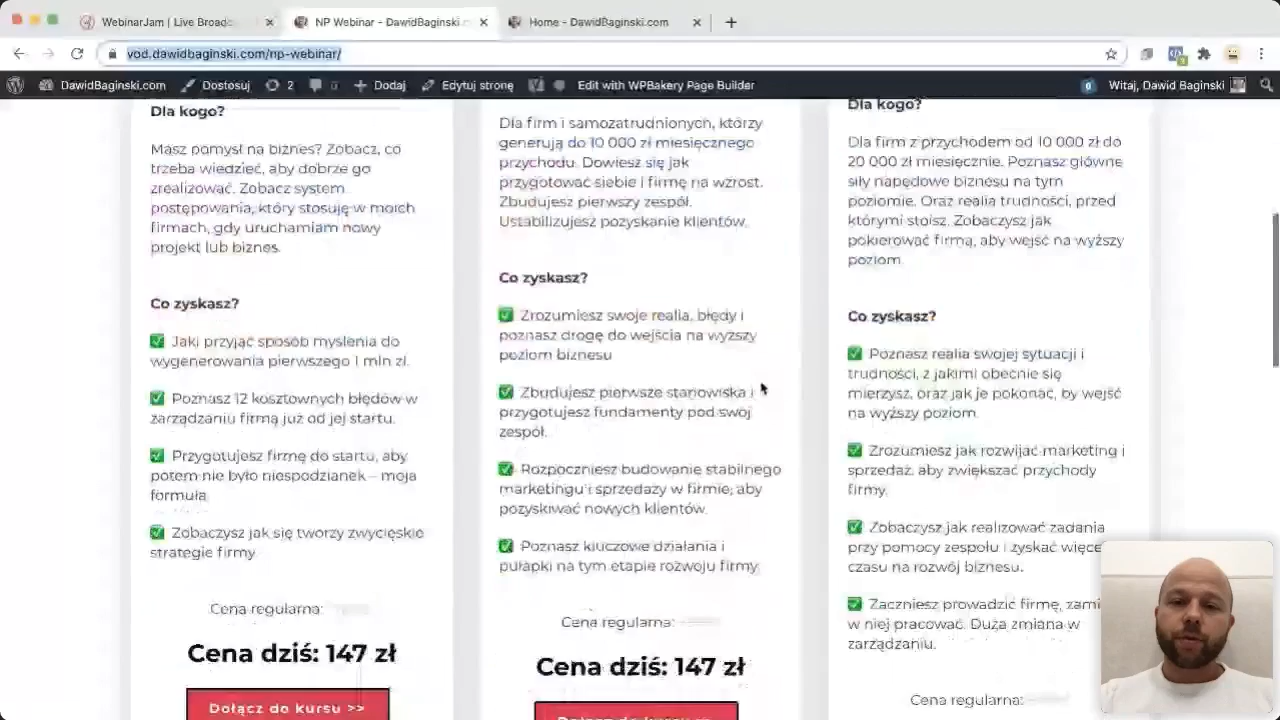 WebinarJam | Live Broadc
NP Webinar – DawidBaginski.
Home - DawidBaginski.com
vod.dawidbaginski.com/np-webinar/
DawidBaginski.com
Dostosuj
2
0
Dodaj
Edytuj stronę
Edit with WPBakery Page Builder
0
Witaj, Dawid Baginski
Dla kogo?
Masz pomysł na biznes? Zobacz, co
trzeba wiedzieć, aby dobrze go
zrealizować. Zobacz system
postępowania, który stosuję w moich
firmach, gdy uruchamiam nowy
projekt lub biznes.
Co zyskasz?
Jaki przyjąć sposób myslenia do
wygenerowania pierwszego 1 mln zl.
Poznasz 12 kosztownych błędów w
zarządzaniu firmą już od jej startu.
Przygotujesz firmę do startu, aby
potem nie było niespodzianek – moja
formuła
Zobaczysz jak się tworzy zwycięskie
strategie firmy
Cena regularna:
Cena dziś: 147 zł
Dołącz do kursu >>
Dla firm i samozatrudnionych, którzy
generują do 10 000 zł miesięcznego
przychodu. Dowiesz się jak
przygotować siebie i firmę na wzrost.
Zbudujesz pierwszy zespół.
Ustabilizujesz pozyskanie klientów.
Co zyskasz?
Zrozumiesz swoje realia, błędy i
poznasz drogę do wejścia na wyższy
poziom biznesu
Zbudujesz pierwsze stanowiska i
przygotujesz fundamenty pod swój
zespół.
Rozpoczniesz budowanie stabilnego
marketingu i sprzedaży w firmie, aby
pozyskiwać nowych klientów.
Poznasz kluczowe działania i
pułapki na tym etapie rozwoju firmy
Cena regularna:
Cena dziś: 147 zł
Dla kogo?
Dla firm z przychodem od 10 000 zł do
20 000 zł miesięcznie. Poznasz główne
siły napędowe biznesu na tym
poziomie. Oraz realia trudności, przed
którymi stoisz. Zobaczysz jak
pokierować firmą, aby wejść na wyższy
poziom.
Co zyskasz?
Poznasz realia swojej sytuacji i
trudności, z jakimi obecnie się
mierzysz, oraz jak je pokonać, by wejść
na wyższy poziom.
Zrozumiesz jak rozwijać marketing i
sprzedaż, aby zwiększać przychody
firmy.
Zobaczysz jak realizować zadania
przy pomocy zespołu i zyskać więce
czasu na rozwój biznesu.
Zaczniesz prowadzić firmę, zami
w niej pracować. Duża zmiana w
zarządzaniu.
Cena regularna: